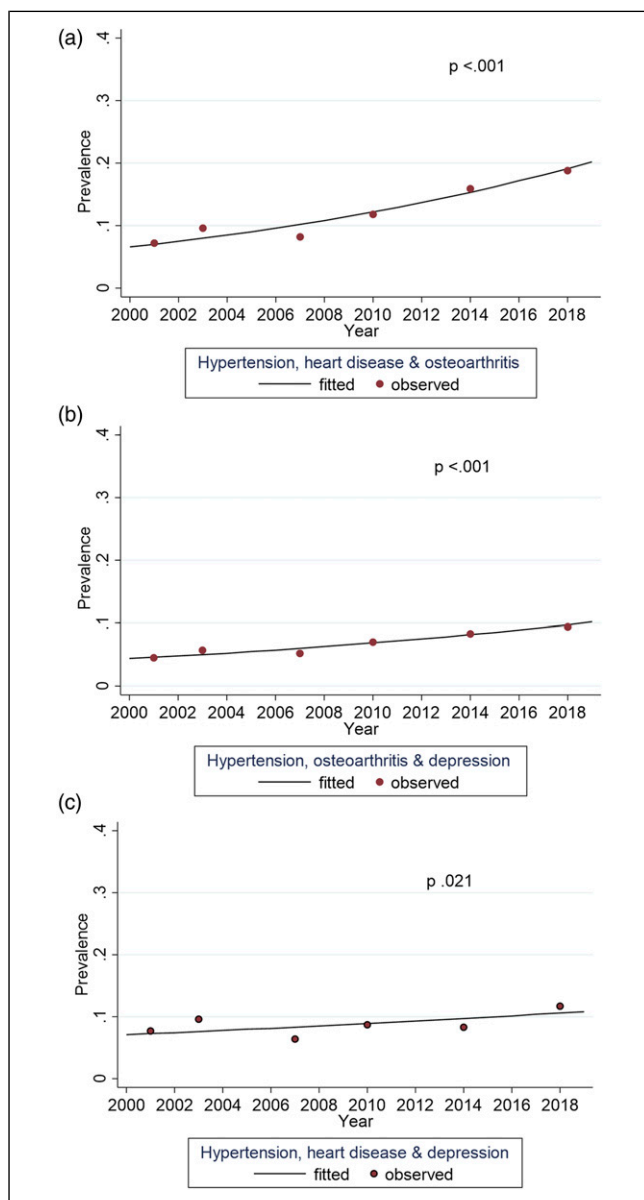 (a)
.4
p <.001
.3
Prevalence
.2
.1
0
2000 2002 2004 2006 2008 2010 2012 2014 2016 2018
Year
Hypertension, heart disease & osteoarthritis
fitted observed
(b)
.4
p <.001
.3
Prevalence
.2
.1
0
2000 2002 2004 2006 2008 2010 2012 2014 2016 2018
Year
Hypertension, osteoarthritis & depression
fitted observed
(c)
.4
p .021
.3
Prevalence
.2
.1
0
2000 2002 2004 2006 2008 2010 2012 2014 2016 2018
Year
Hypertension, heart disease & depression
fitted observed